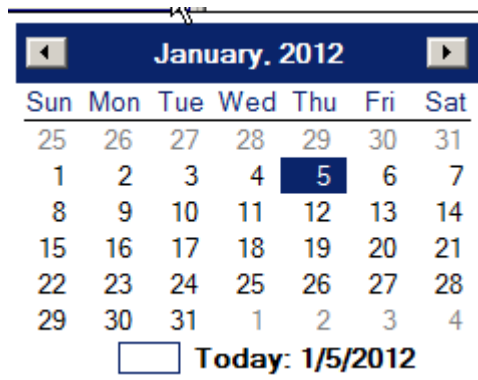 January, 2012
Sun Mon Tue Wed Thu Fri Sat
25 26 27 28 29 30 31
1 2 3 4 5 6 7
8 9 10 11 12 13 14
15 16 17 18 19 20 21
22 23 24 25 26 27 28
29 30 31 1 2 3 4
Today: 1/5/2012